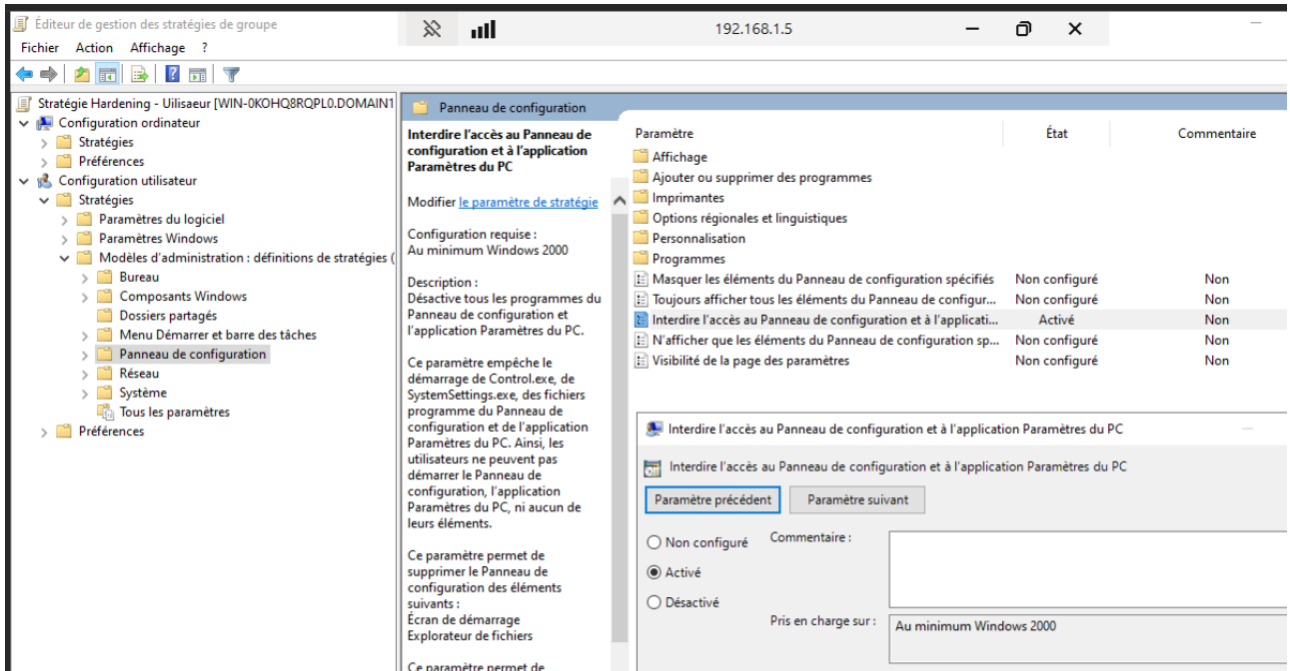 Éditeur de gestion des stratégies de groupe
192.168.1.5
Fichier Action Affichage ?
Stratégie Hardening - Uilisaeur [WIN-0KOHQ8RQPL0.DOMAIN1
Configuration ordinateur
Stratégies
Préférences
Configuration utilisateur
Stratégies
Paramètres du logiciel
Paramètres Windows
Modèles d'administration : définitions de stratégies (
Bureau
Composants Windows
Dossiers partagés
Menu Démarrer et barre des tâches
Panneau de configuration
Réseau
Système
Tous les paramètres
Préférences
Panneau de configuration
Interdire l'accès au Panneau de
configuration et à l'application
Paramètres du PC
Modifier le paramètre de stratégie
Configuration requise :
Au minimum Windows 2000
Description :
Désactive tous les programmes du
Panneau de configuration et
l'application Paramètres du PC.
Ce paramètre empêche le
démarrage de Control.exe, de
SystemSettings.exe, des fichiers
programme du Panneau de
configuration et de l'application
Paramètres du PC. Ainsi, les
utilisateurs ne peuvent pas
démarrer le Panneau de
configuration, l'application
Paramètres du PC, ni aucun de
leurs éléments.
Ce paramètre permet de
supprimer le Panneau de
configuration des éléments
suivants :
Écran de démarrage
Explorateur de fichiers
Ce paramètre permet de
Paramètre État Commentaire
Affichage
Ajouter ou supprimer des programmes
Imprimantes
Options régionales et linguistiques
Personnalisation
Programmes
Masquer les éléments du Panneau de configuration spécifiés Non configuré Non
Toujours afficher tous les éléments du Panneau de configur... Non configuré Non
Interdire l'accès au Panneau de configuration et à l'applicati... Activé Non
N'afficher que les éléments du Panneau de configuration sp... Non configuré Non
Visibilité de la page des paramètres Non configuré Non
Interdire l'accès au Panneau de configuration et à l'application Paramètres du PC
Interdire l'accès au Panneau de configuration et à l'application Paramètres du PC
Paramètre précédent Paramètre suivant
Non configuré Commentaire :
Activé
Désactivé
Pris en charge sur : Au minimum Windows 2000